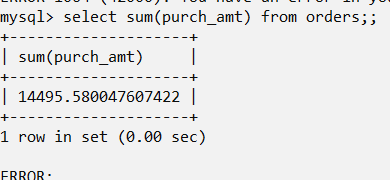 mysql> select sum(purch_amt) from orders;;
+--------------------+
| sum(purch_amt)     |
+--------------------+
| 14495.580047607422 |
+--------------------+
1 row in set (0.00 sec)
ERROR: